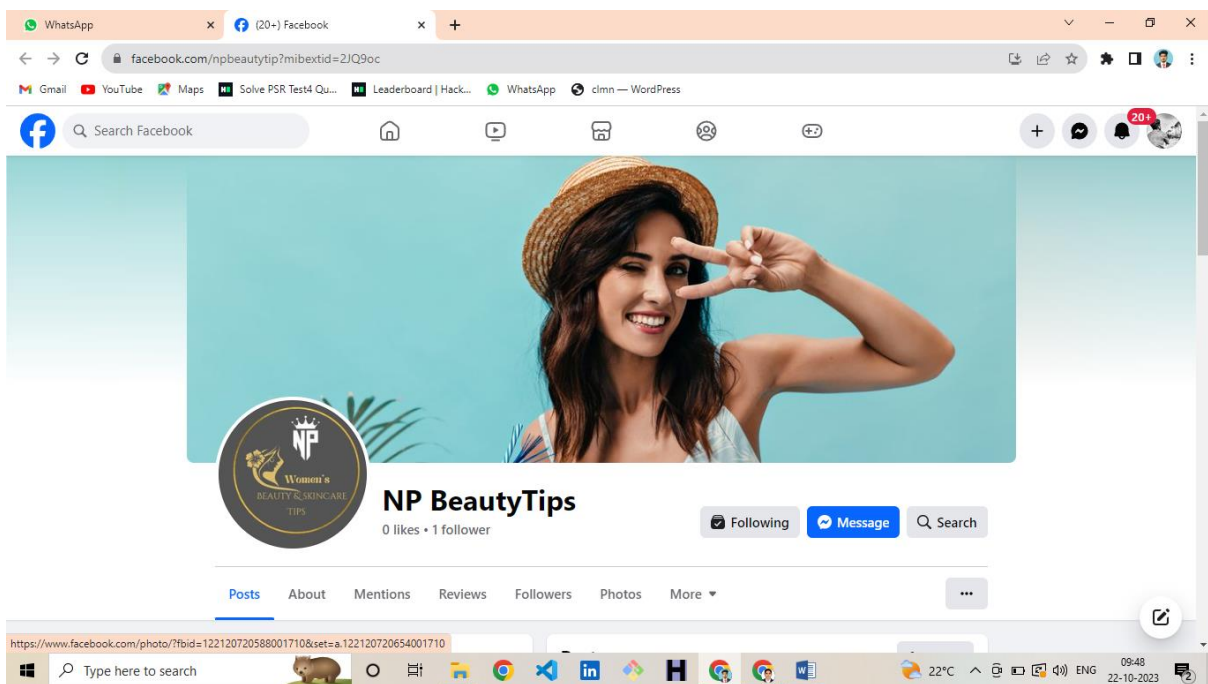 WhatsApp
(20+) Facebook
facebook.com/npbeautytip?mibextid=2JQ9oc
Gmail YouTube Maps Solve PSR Test4 Qu... Leaderboard | Hack... WhatsApp clmn — WordPress
Search Facebook
20+
NP
Women's
BEAUTY & SKINCARE
TIPS
NP BeautyTips
0 likes • 1 follower
Following Message Search
Posts About Mentions Reviews Followers Photos More
https://www.facebook.com/photo/?fbid=122120720588001710&set=a.122120720654001710
Type here to search
22°C ENG
09:48
22-10-2023
2